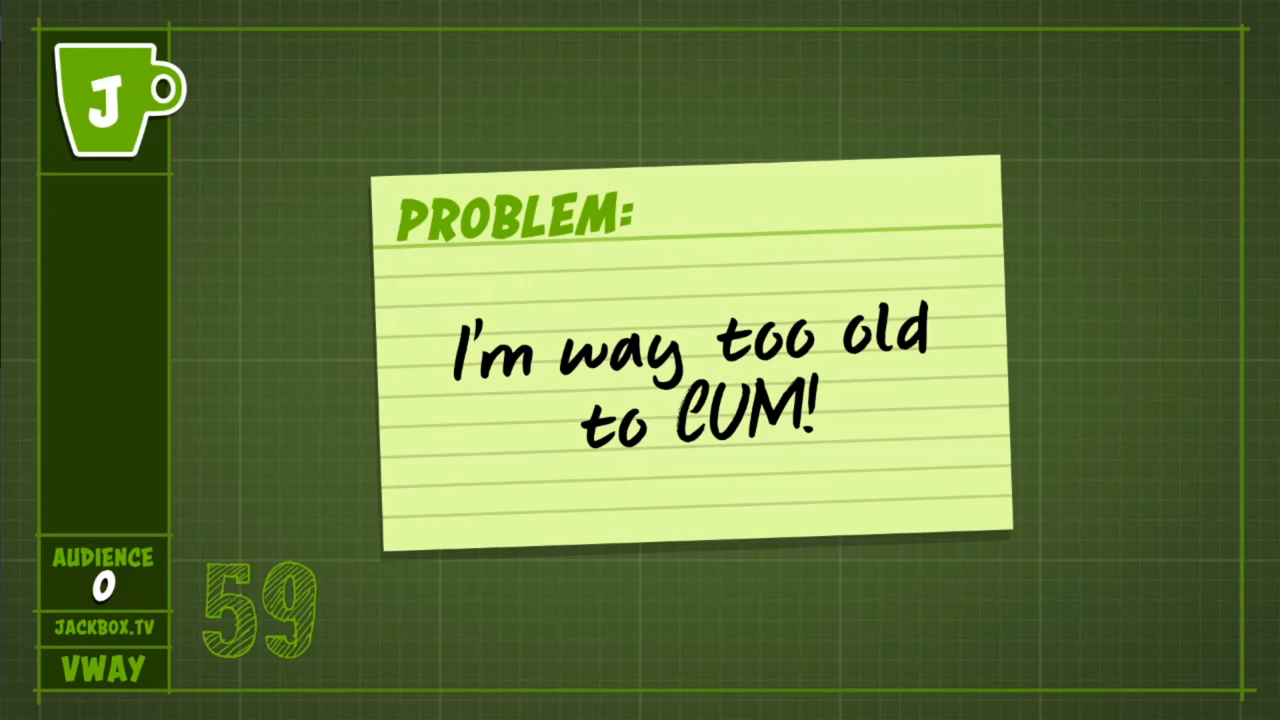 J
PROBLEM:
I'm way too old
to CUM!
AUDIENCE
0
JACKBOX.TV
VWAY
59